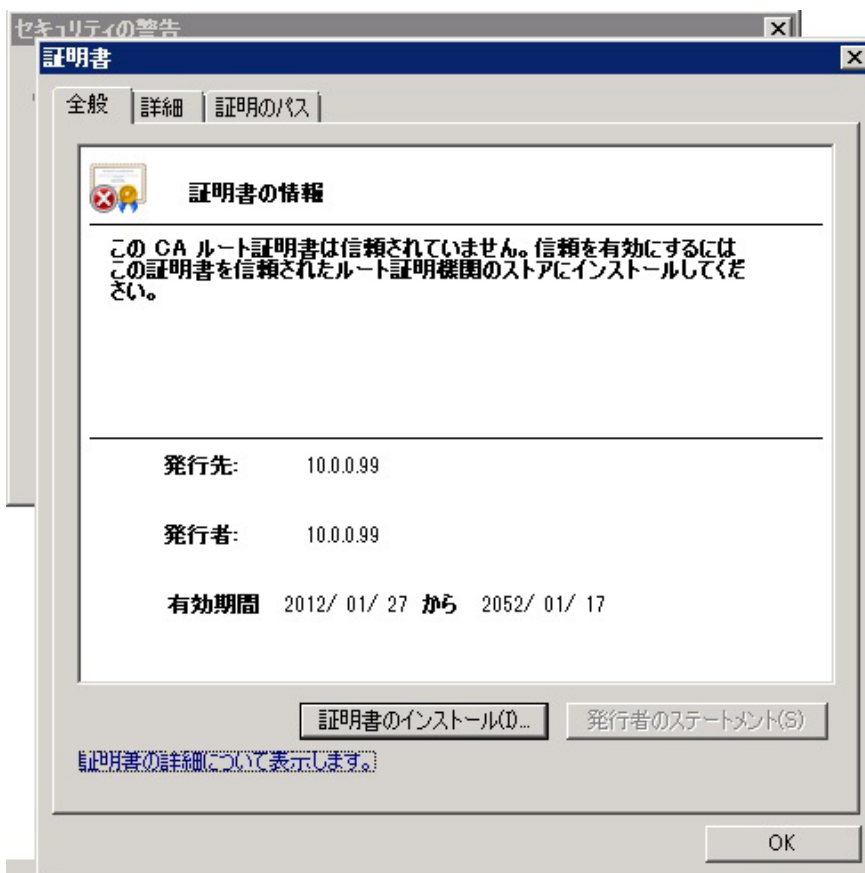 セキュリティの警告
証明書
全般
詳細
証明のパス
証明書の情報
この CA ルート証明書は信頼されていません。信頼を有効にするには
この証明書を信頼されたルート証明機関のストアにインストールしてくだ
さい。
発行先: 10.0.0.99
発行者: 10.0.0.99
有効期間 2012/ 01/ 27 から 2052/ 01/ 17
証明書のインストール(I)...
発行者のステートメント(S)
証明書の詳細について表示します。
OK